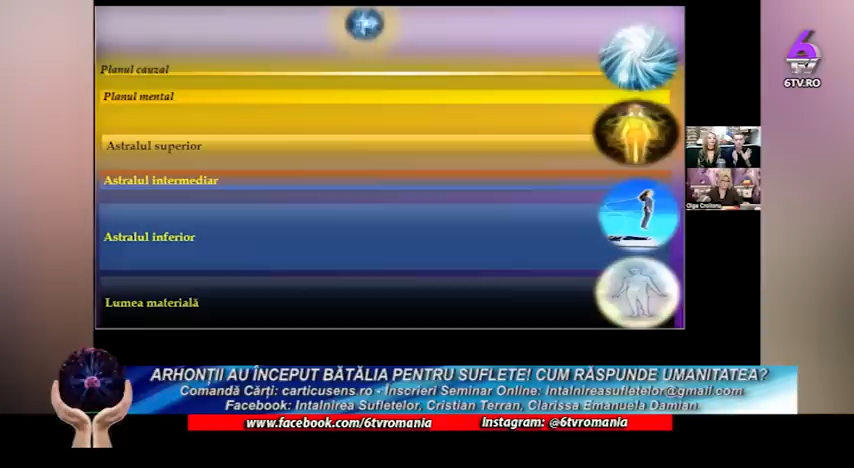 Planul cauzal
Planul mental
Astralul superior
Astralul intermediar
Astralul inferior
Lumea materială
6
TV
6TV.RO
Olga Croitoru
ARHONȚII AU ÎNCEPUT BĂTĂLIA PENTRU SUFLETE! CUM RĂSPUNDE UMANITATEA?
Comandă Cărți: carticusens.ro - Înscrieri Seminar Online: intalnireasufletelor@gmail.com
Facebook: Intalnirea Sufletelor, Cristian Terran, Clarissa Emanuela Damian
www.facebook.com/6tvromania Instagram: @6tvromania